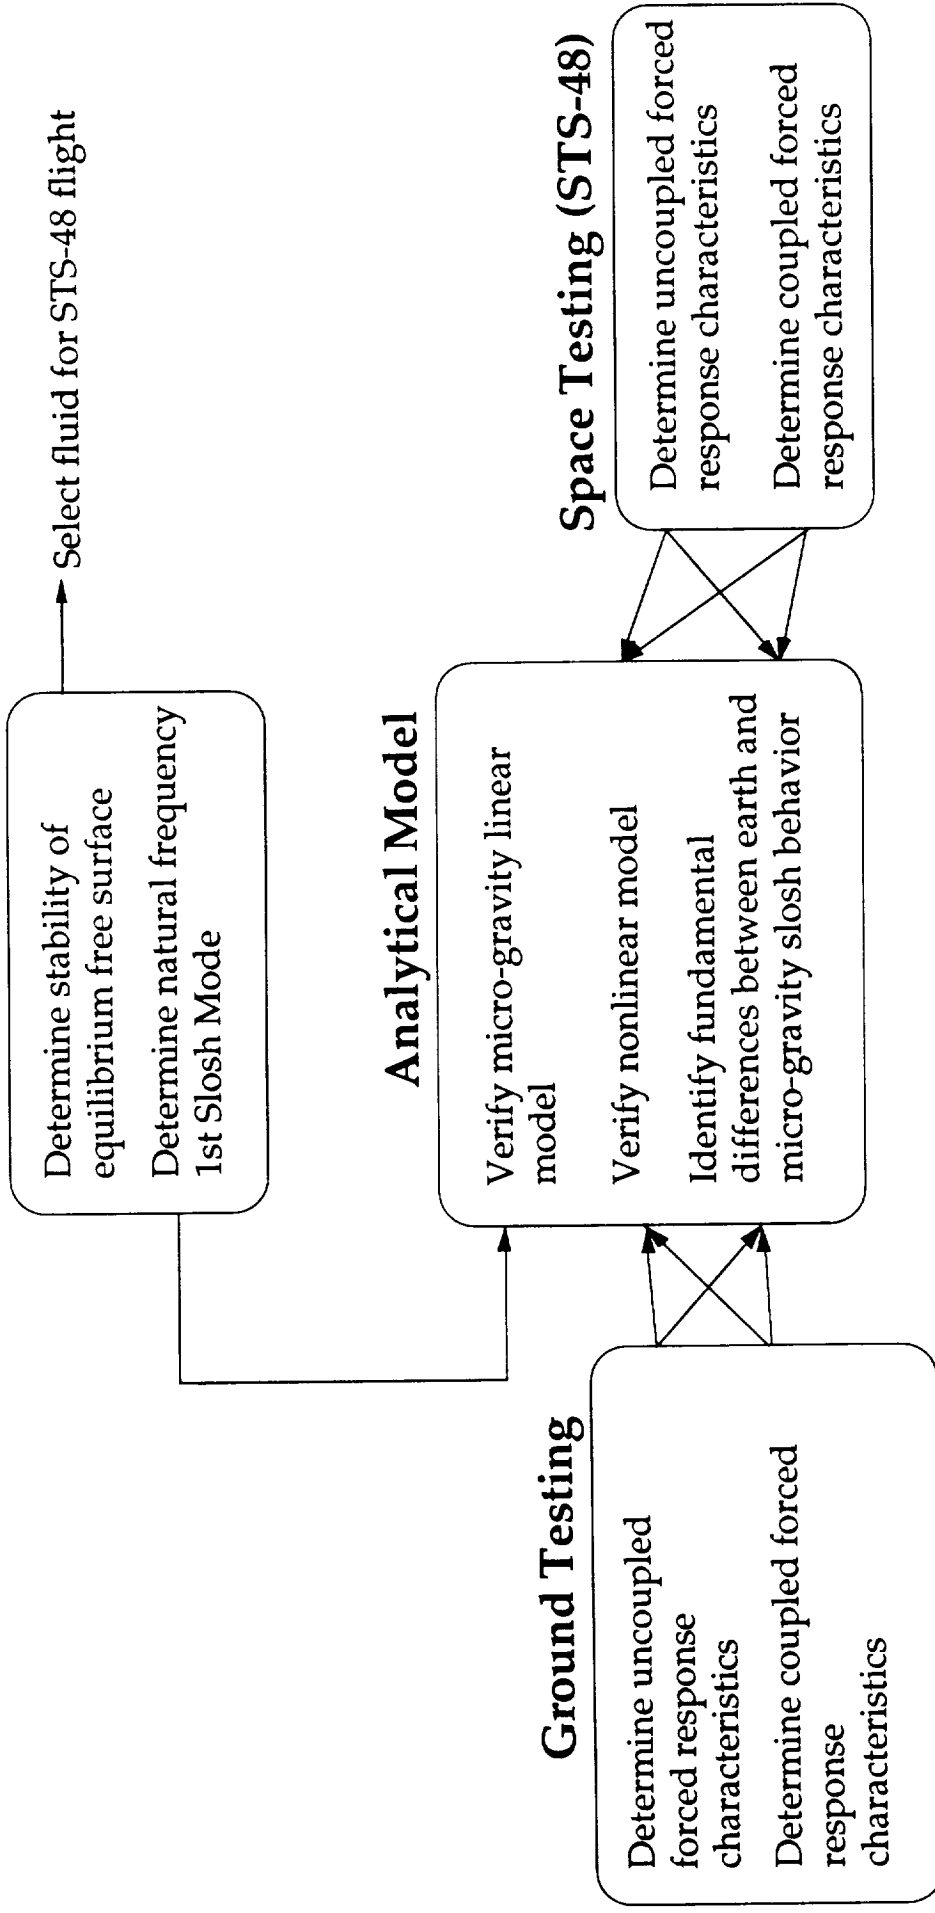 Determine stability of
equilibrium free surface
Determine natural frequency
1st Slosh Mode
Select fluid for STS-48 flight
Ground Testing
Determine uncoupled
forced response
characteristics
Determine coupled forced
response
characteristics
Analytical Model
Verify micro-gravity linear
model
Verify nonlinear model
Identify fundamental
differences between earth and
micro-gravity slosh behavior
Space Testing (STS-48)
Determine uncoupled forced
response characteristics
Determine coupled forced
response characteristics